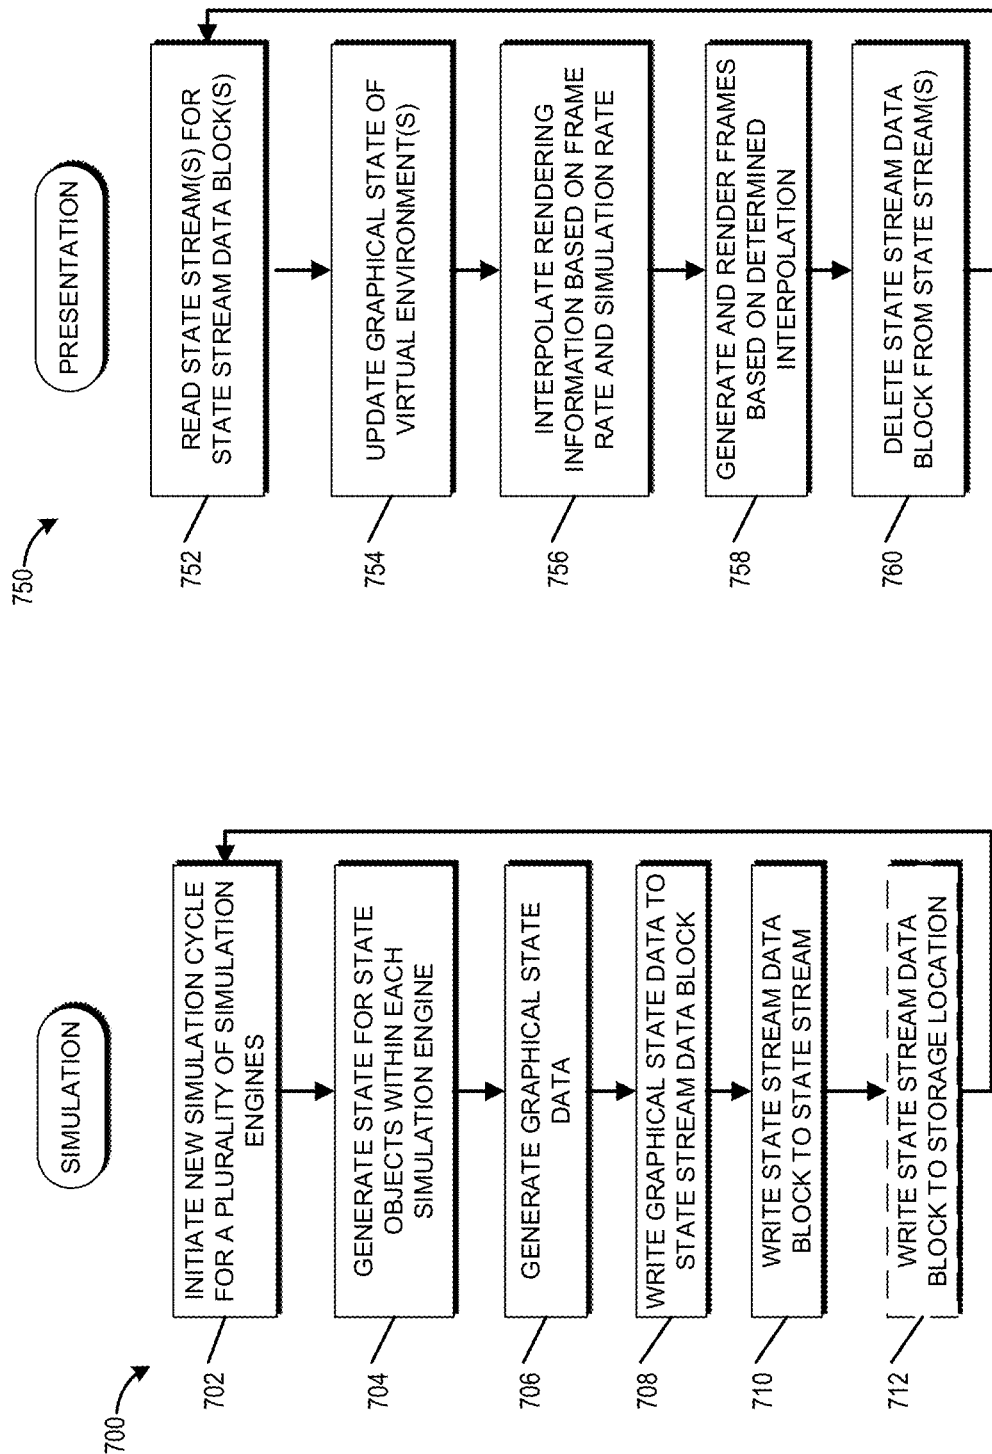 700
SIMULATION
702
INITIATE NEW SIMULATION CYCLE
FOR A PLURALITY OF SIMULATION
ENGINES
704
GENERATE STATE FOR STATE
OBJECTS WITHIN EACH
SIMULATION ENGINE
706
GENERATE GRAPHICAL STATE
DATA
708
WRITE GRAPHICAL STATE DATA TO
STATE STREAM DATA BLOCK
710
WRITE STATE STREAM DATA
BLOCK TO STATE STREAM
712
WRITE STATE STREAM DATA
BLOCK TO STORAGE LOCATION
750
PRESENTATION
752
READ STATE STREAM(S) FOR
STATE STREAM DATA BLOCK(S)
754
UPDATE GRAPHICAL STATE OF
VIRTUAL ENVIRONMENT(S)
756
INTERPOLATE RENDERING
INFORMATION BASED ON FRAME
RATE AND SIMULATION RATE
758
GENERATE AND RENDER FRAMES
BASED ON DETERMINED
INTERPOLATION
760
DELETE STATE STREAM DATA
BLOCK FROM STATE STREAM(S)